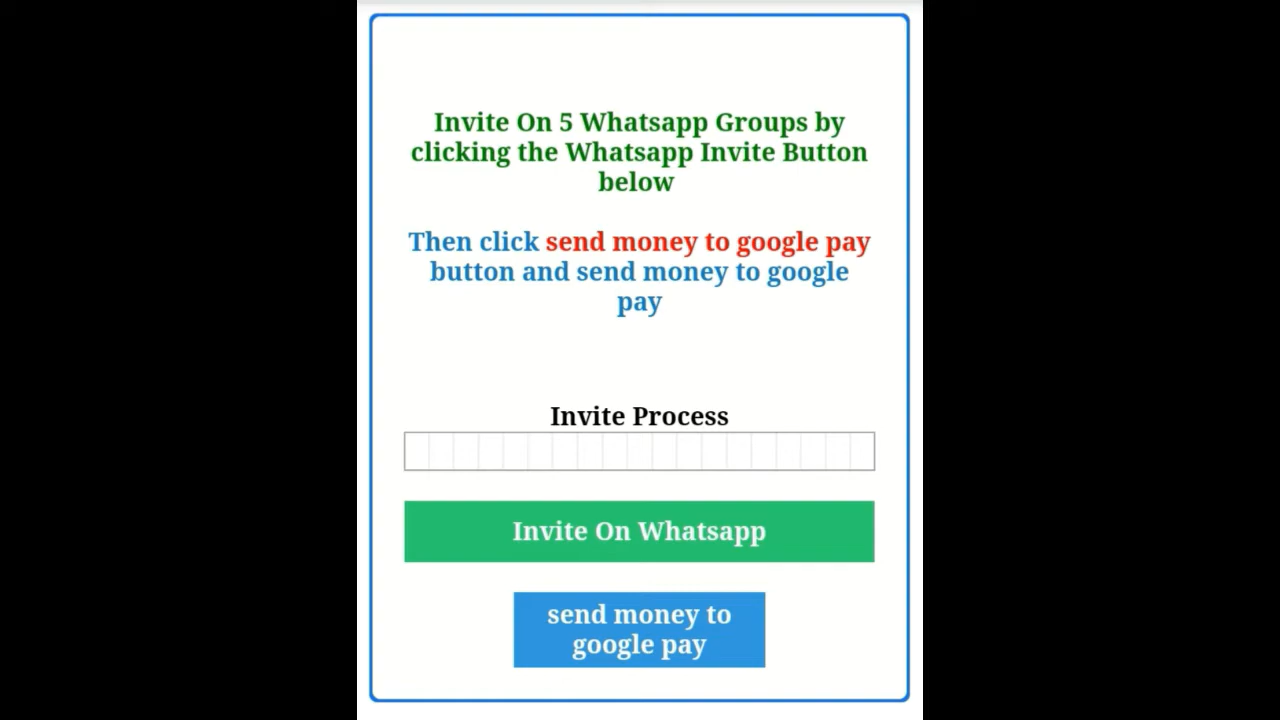 Invite On 5 Whatsapp Groups by
clicking the Whatsapp Invite Button
below
Then click send money to google pay
button and send money to google
pay
Invite Process
Invite On Whatsapp
send money to
google pay